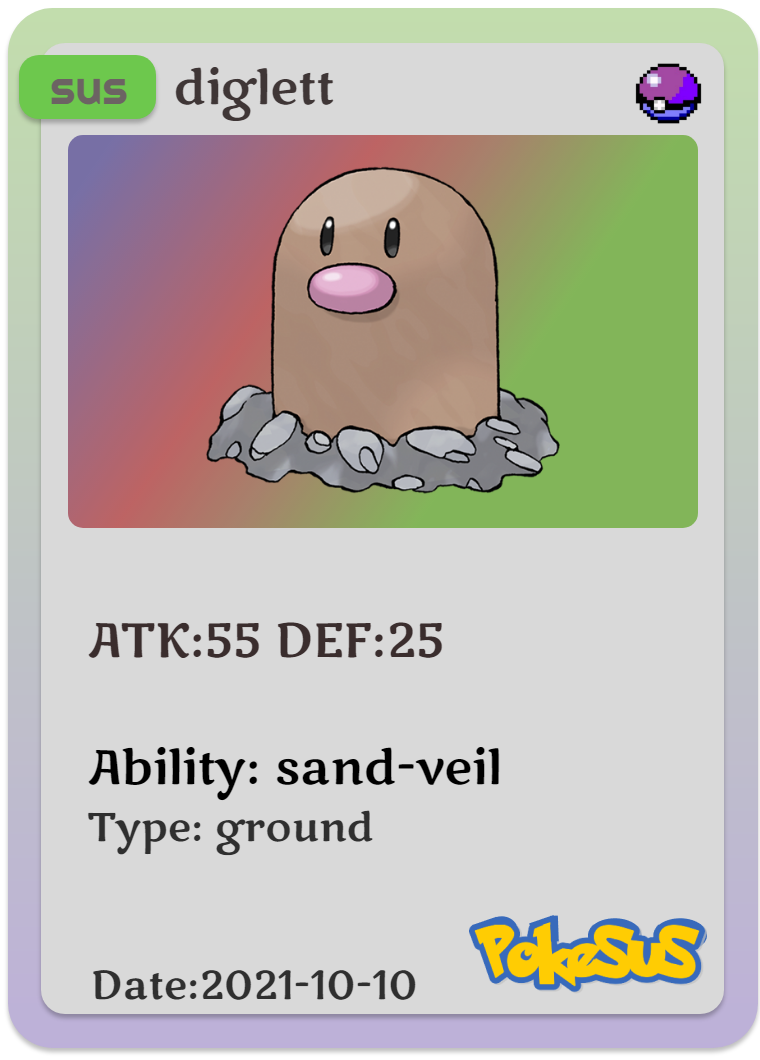 sus diglett
ATK:55 DEF:25
Ability: sand-veil
Type: ground
PokeSuS
Date:2021-10-10